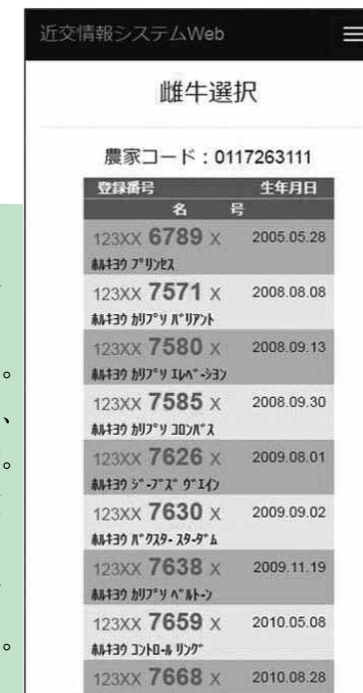 近交情報システムWeb
雌牛選択
農家コード:0117263111
登録番号 生年月日
名 号
123XX 6789 X 2005.05.28
ホルキヨウ プリンセス
123XX 7571 X 2008.08.08
ホルキヨウ カリプソ バリアント
123XX 7580 X 2008.09.13
ホルキヨウ カリプソ エレベーシヨン
123XX 7585 X 2008.09.30
ホルキヨウ カリプソ コロンバス
123XX 7626 X 2009.08.01
ホルキヨウ
123XX 7630 X 2009.09.02
ホルキヨウ バクスター スターダム
123XX 7638 X 2009.11.19
ホルキヨウ カリプソ ベルトーン
123XX 7659 X 2010.05.08
ホルキヨウ コントロール リング
123XX 7668 X 2010.08.28